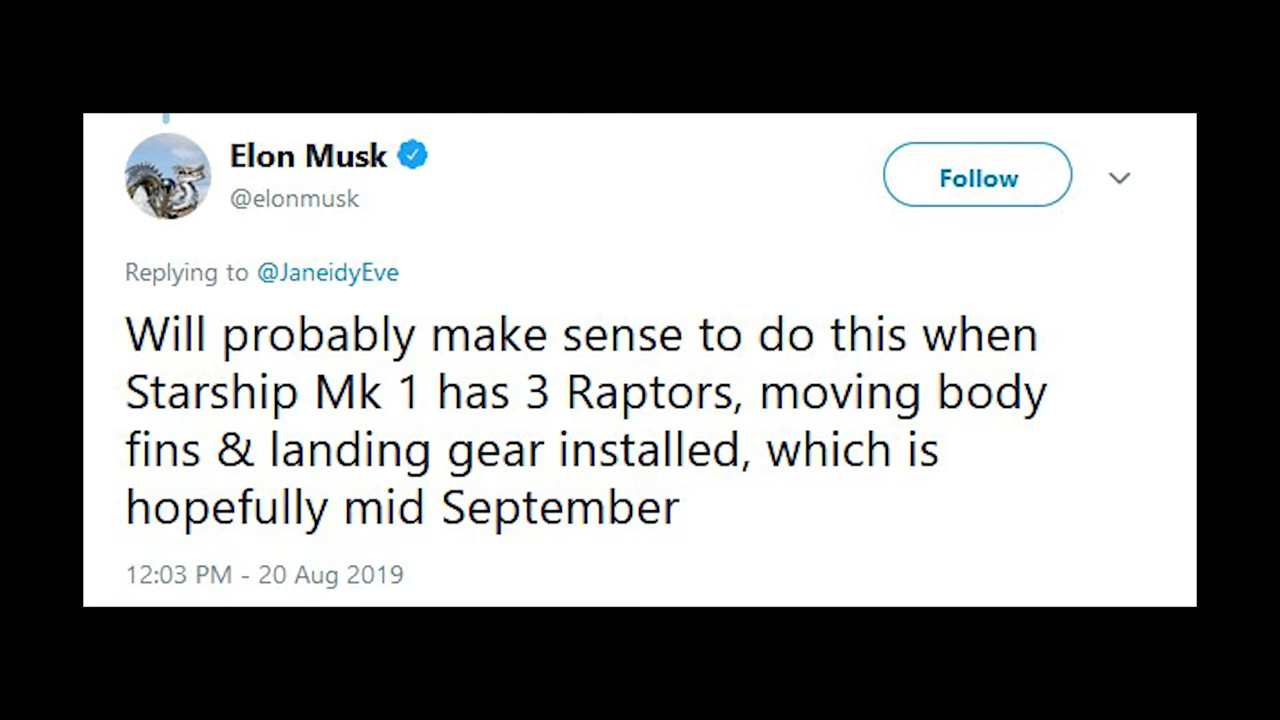 Elon Musk
@elonmusk
Follow
Replying to @JaneidyEve
Will probably make sense to do this when
Starship Mk 1 has 3 Raptors, moving body
fins & landing gear installed, which is
hopefully mid September
12:03 PM - 20 Aug 2019